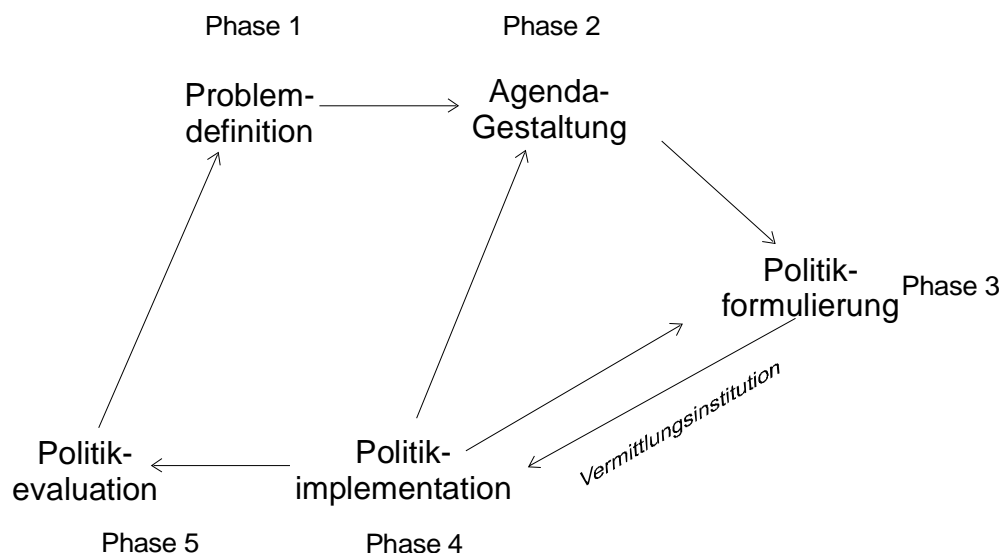 Phase 1
Phase 2
Problem-
definition
Agenda-
Gestaltung
Politik-
formulierung
Phase 3
Vermittlungsinstitution
Politik-
evaluation
Politik-
implementation
Phase 5
Phase 4